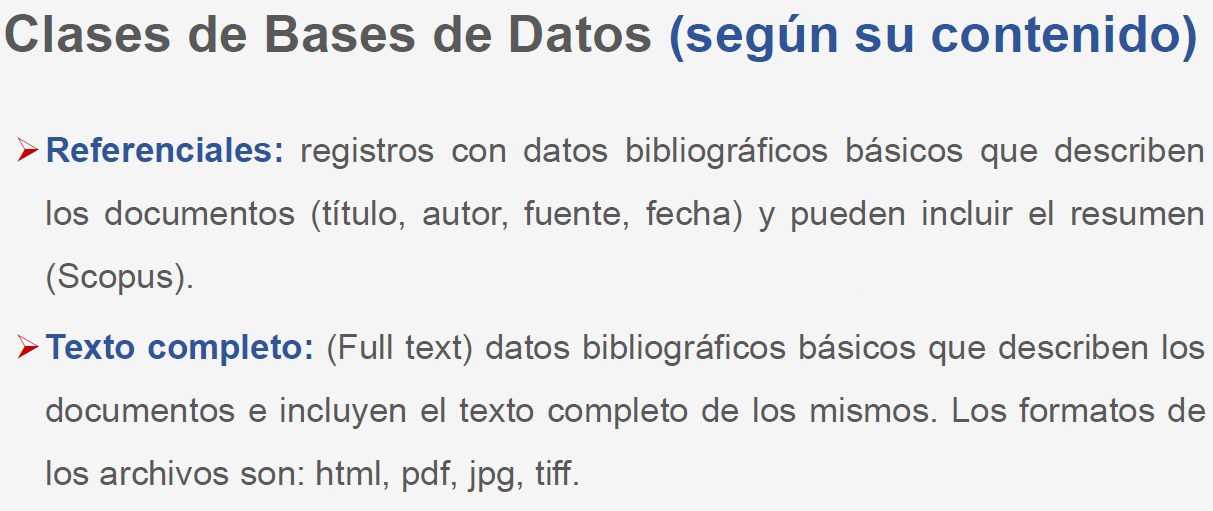 Clases de Bases de Datos (según su contenido)
Referenciales: registros con datos bibliográficos básicos que describen
los documentos (título, autor, fuente, fecha) y pueden incluir el resumen
(Scopus).
Texto completo: (Full text) datos bibliográficos básicos que describen los
documentos e incluyen el texto completo de los mismos. Los formatos de
los archivos son: html, pdf, jpg, tiff.